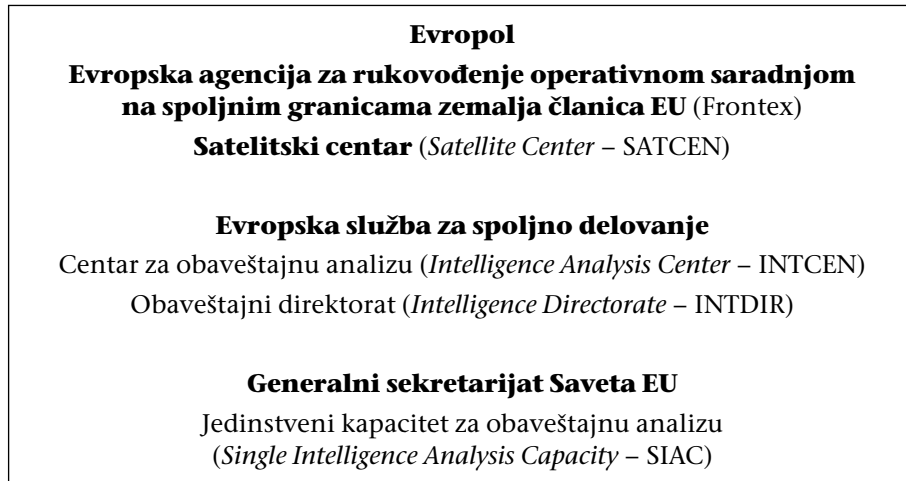 Evropol
Evropska agencija za rukovođenje operativnom saradnjom
na spoljnim granicama zemalja članica EU (Frontex)
Satelitski centar (Satellite Center – SATCEN)
Evropska služba za spoljno delovanje
Centar za obaveštajnu analizu (Intelligence Analysis Center – INTCEN)
Obaveštajni direktorat (Intelligence Directorate – INTDIR)
Generalni sekretarijat Saveta EU
Jedinstveni kapacitet za obaveštajnu analizu
(Single Intelligence Analysis Capacity – SIAC)